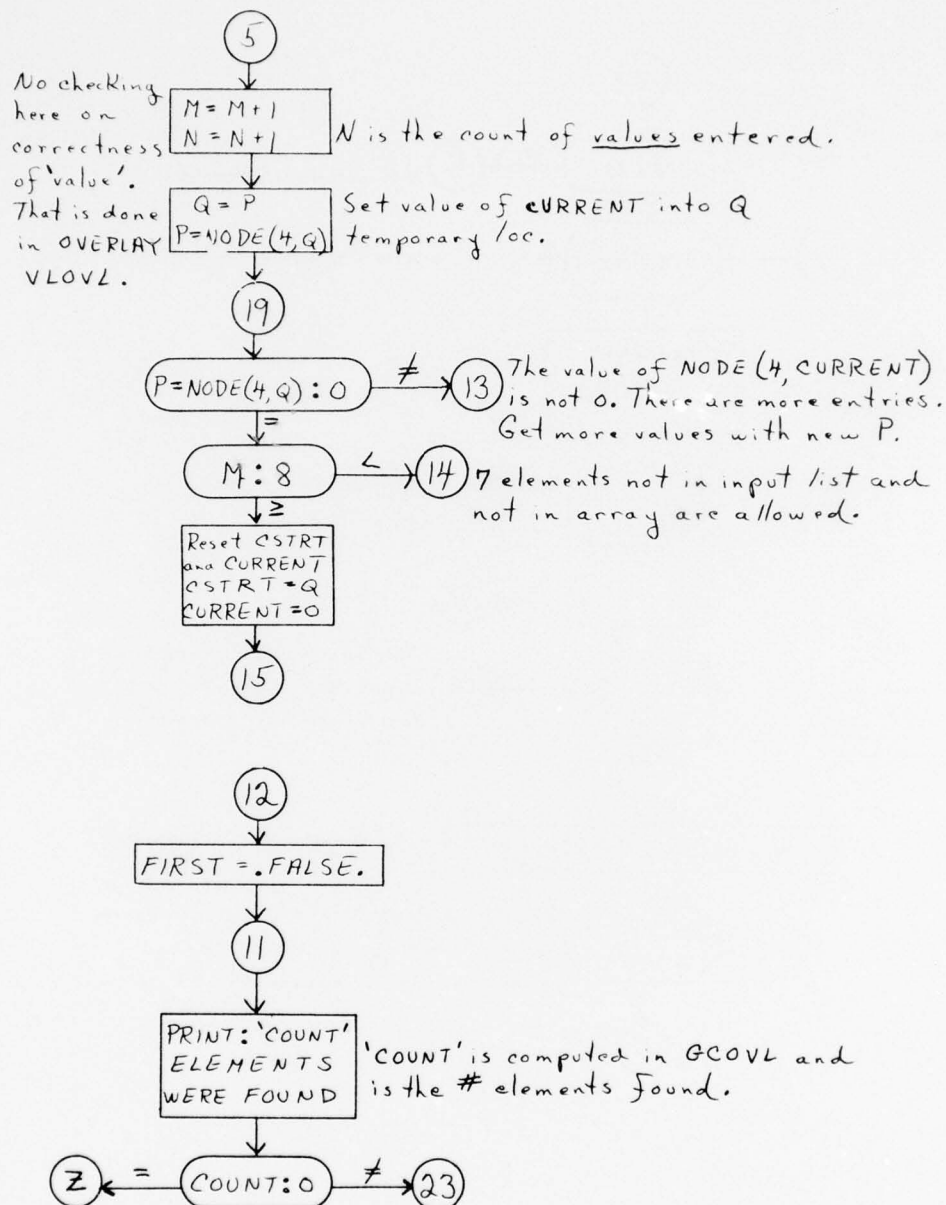 5
No checking
here on
correctness
of 'value'.
That is done
in OVERLAY
VLOVL.
M = M + 1
N = N + 1
N is the count of values entered.
Q = P
P=NODE(4,Q)
Set value of CURRENT into Q
temporary loc.
19
P=NODE(4,Q) : 0
≠
13
The value of NODE (4, CURRENT)
is not 0. There are more entries.
Get more values with new P.
=
M : 8
<
14
7 elements not in input list and
not in array are allowed.
≥
Reset CSTRT
and CURRENT
CSTRT = Q
CURRENT = 0
15
12
FIRST = .FALSE.
11
PRINT: 'COUNT'
ELEMENTS
WERE FOUND
'COUNT' is computed in GCOVL and
is the # elements found.
Z
=
COUNT: 0
≠
23